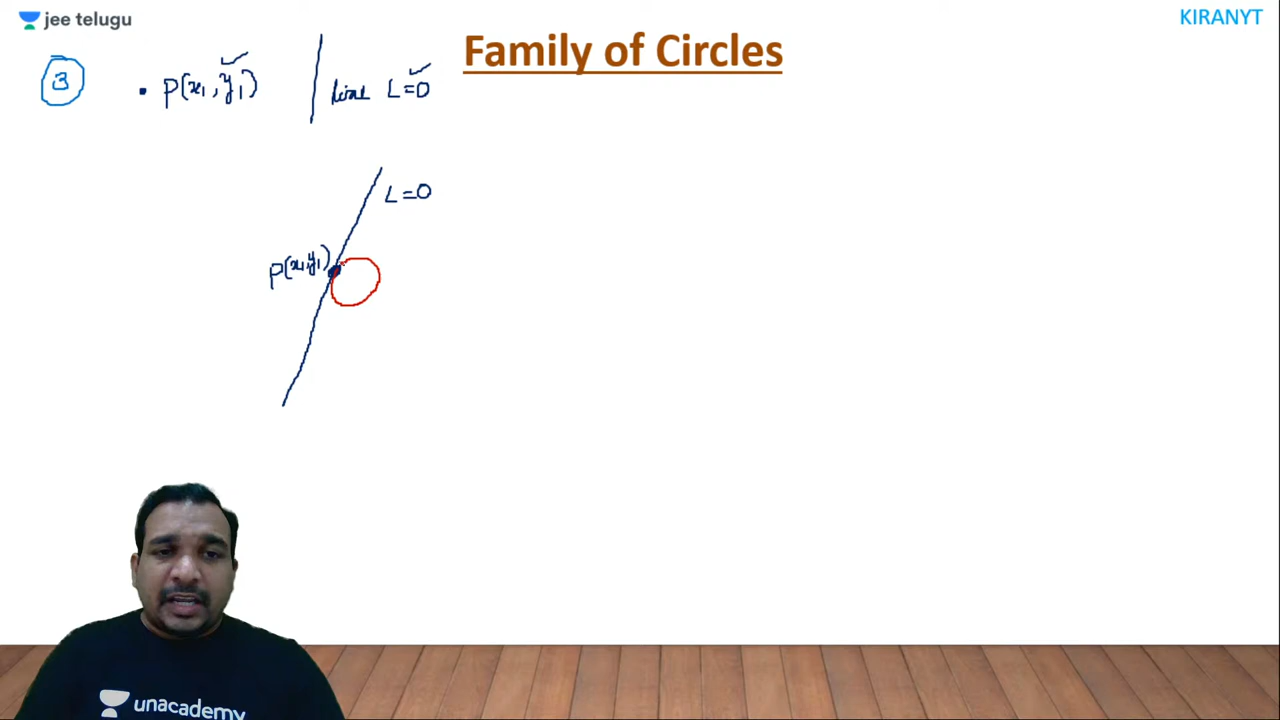 jee telugu
KIRANYT
Family of Circles
3
P(x₁, y₁)
line L=0
L=0
P(x₁,y₁)
unacademy